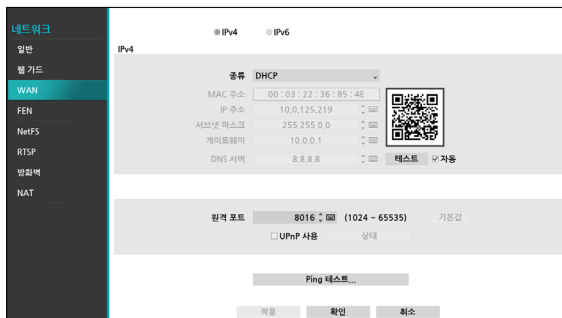 네트워크
일반
웹 가드
WAN
FEN
NetFS
RTSP
방화벽
NAT
IPv4 IPv6
IPv4
종류 DHCP
MAC 주소 00 : 03 : 22 : 36 : 85 : 4E
IP 주소 10,0,125,219
서브넷 마스크 255,255,0,0
게이트웨이 10,0,0,1
DNS 서버 8,8,8,8 테스트 자동
원격 포트 8016 (1024 ~ 65535) 기본값
UPnP 사용 상태
Ping 테스트...
적용 확인 취소